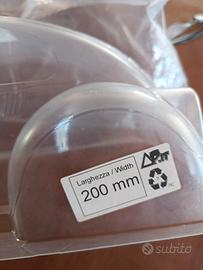 Larghezza / Width
200 mm
subito